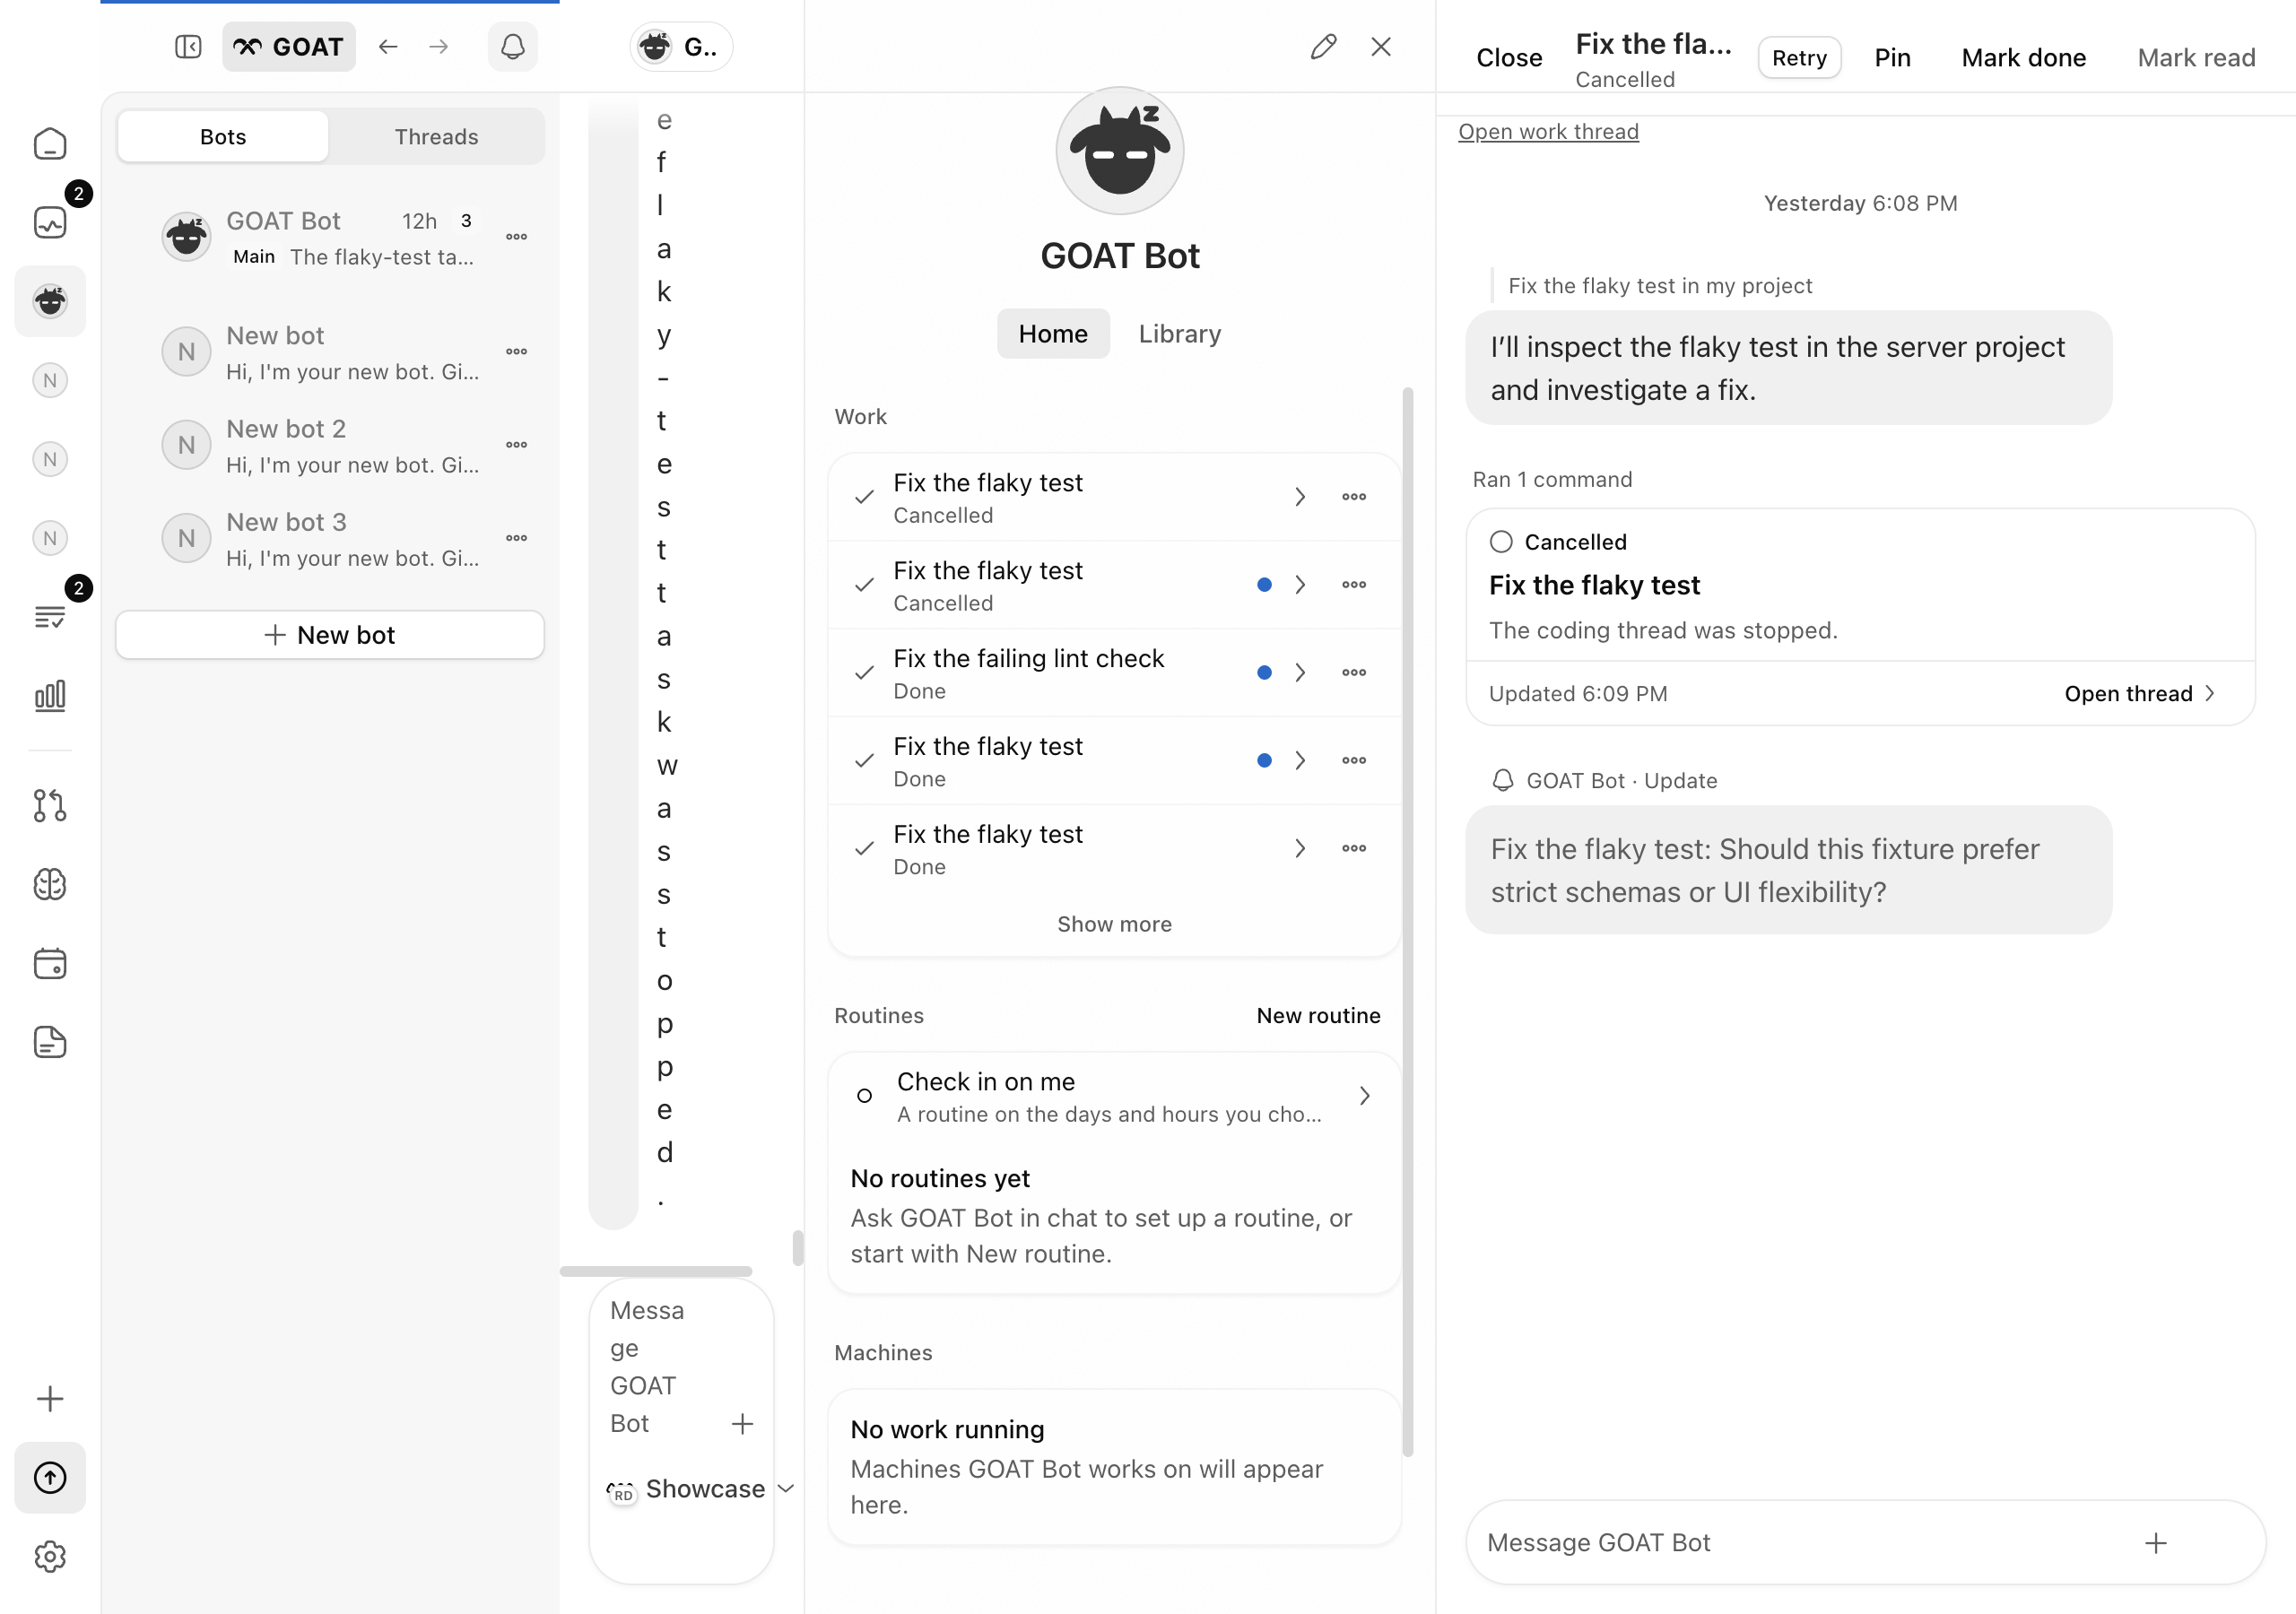 GOAT
Bots
Threads
2
GOAT Bot
12h
3
Main
The flaky-test ta...
New bot
Hi, I'm your new bot. Gi...
New bot 2
Hi, I'm your new bot. Gi...
New bot 3
Hi, I'm your new bot. Gi...
N
N
N
N
N
N
2
New bot
G..
e
f
l
a
k
y
-
t
e
s
t
t
a
s
k
w
a
s
s
t
o
p
p
e
d
.
Messa
ge
GOAT
Bot
RD
Showcase
z
GOAT Bot
Home
Library
Work
Fix the flaky test
Cancelled
Fix the flaky test
Cancelled
Fix the failing lint check
Done
Fix the flaky test
Done
Fix the flaky test
Done
Show more
Routines
New routine
Check in on me
A routine on the days and hours you cho...
No routines yet
Ask GOAT Bot in chat to set up a routine, or
start with New routine.
Machines
No work running
Machines GOAT Bot works on will appear
here.
Close
Fix the fla...
Cancelled
Retry
Pin
Mark done
Mark read
Open work thread
Yesterday 6:08 PM
Fix the flaky test in my project
I’ll inspect the flaky test in the server project
and investigate a fix.
Ran 1 command
Cancelled
Fix the flaky test
The coding thread was stopped.
Updated 6:09 PM
Open thread
GOAT Bot · Update
Fix the flaky test: Should this fixture prefer
strict schemas or UI flexibility?
Message GOAT Bot